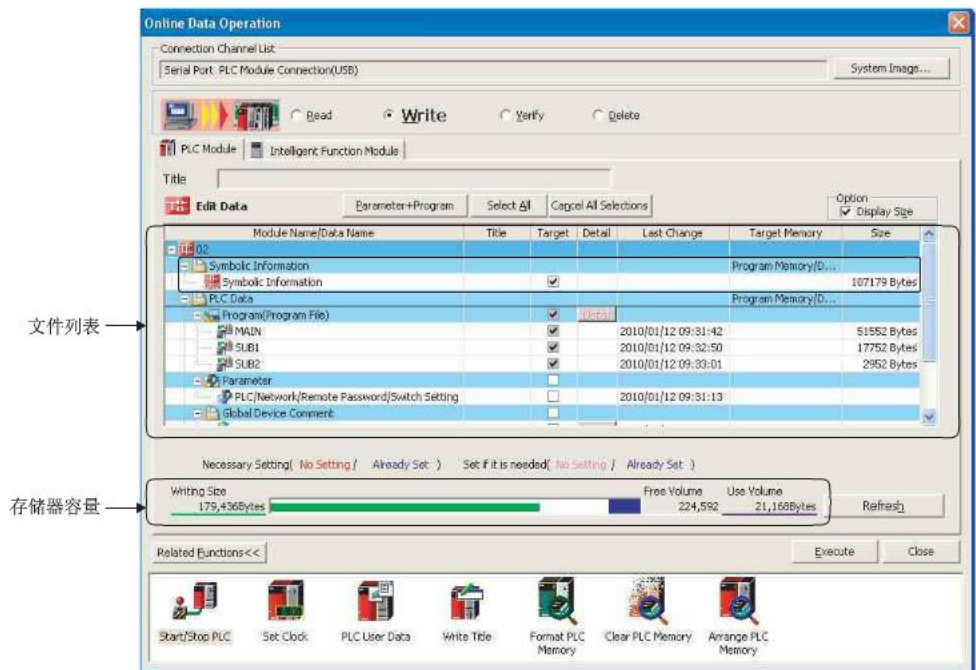 Online Data Operation
Connection Channel List
Serial Port PLC Module Connection(USB)
System Image...
Read
Write
Verify
Delete
PLC Module
Intelligent Function Module
Title
Edit Data
Parameter+Program
Select All
Cancel All Selections
Option
Display Size
Module Name/Data Name Title Target Detail Last Change Target Memory Size
02
Symbolic Information Program Memory/D...
Symbolic Information 107179 Bytes
PLC Data Program Memory/D...
Program(Program File) Detail
MAIN 2010/01/12 09:31:42 51552 Bytes
SUB1 2010/01/12 09:32:50 17752 Bytes
SUB2 2010/01/12 09:33:01 2952 Bytes
Parameter
PLC/Network/Remote Password/Switch Setting 2010/01/12 09:31:13
Global Device Comment
文件列表
Necessary Setting( No Setting / Already Set ) Set if it is needed( No Setting / Already Set )
存储器容量
Writing Size
179,436Bytes
Free Volume
224,592
Use Volume
21,168Bytes
Refresh
Related Functions<<
Execute
Close
Start/Stop PLC
Set Clock
PLC User Data
Write Title
Format PLC
Memory
Clear PLC Memory
Arrange PLC
Memory